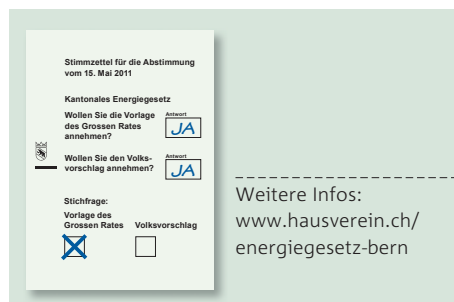 Stimmzettel für die Abstimmung
vom 15. Mai 2011
Kantonales Energiegesetz
Wollen Sie die Vorlage
des Grossen Rates
annehmen?
Antwort
JA
Wollen Sie den Volks-
vorschlag annehmen?
Antwort
JA
Stichfrage:
Vorlage des
Grossen Rates
Volksvorschlag
Weitere Infos:
www.hausverein.ch/
energiegesetz-bern